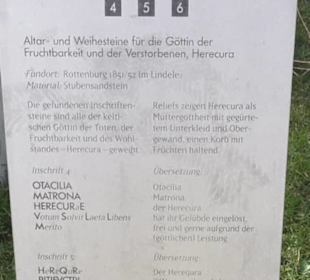 4 5 6
Altar- und Weihesteine für die Göttin der
Fruchtbarkeit und der Verstorbenen, Herecura
Fundort: Rottenburg 1851/52 im Lindele
Material: Stubensandstein
Die gefundenen Inschriften-
steine sind alle der kelti-
schen Göttin der Toten, der
Fruchtbarkeit und des Wohl-
standes – Herecura – geweiht.
Reliefs zeigen Herecura als
Muttergottheit mit gegürte-
tem Unterkleid und Ober-
gewand, einen Korb mit
Früchten haltend.
Inschrift 4:
OTACILIA
MATRONA
HERECURAE
Votum Solvit Laeta Libens
Merito
Übersetzung:
Otacilia
Matrona
der Herecura
hat ihr Gelübde eingelöst,
frei und gerne aufgrund der
(göttlichen) Leistung
Inschrift 5:
Übersetzung:
Der Herequra